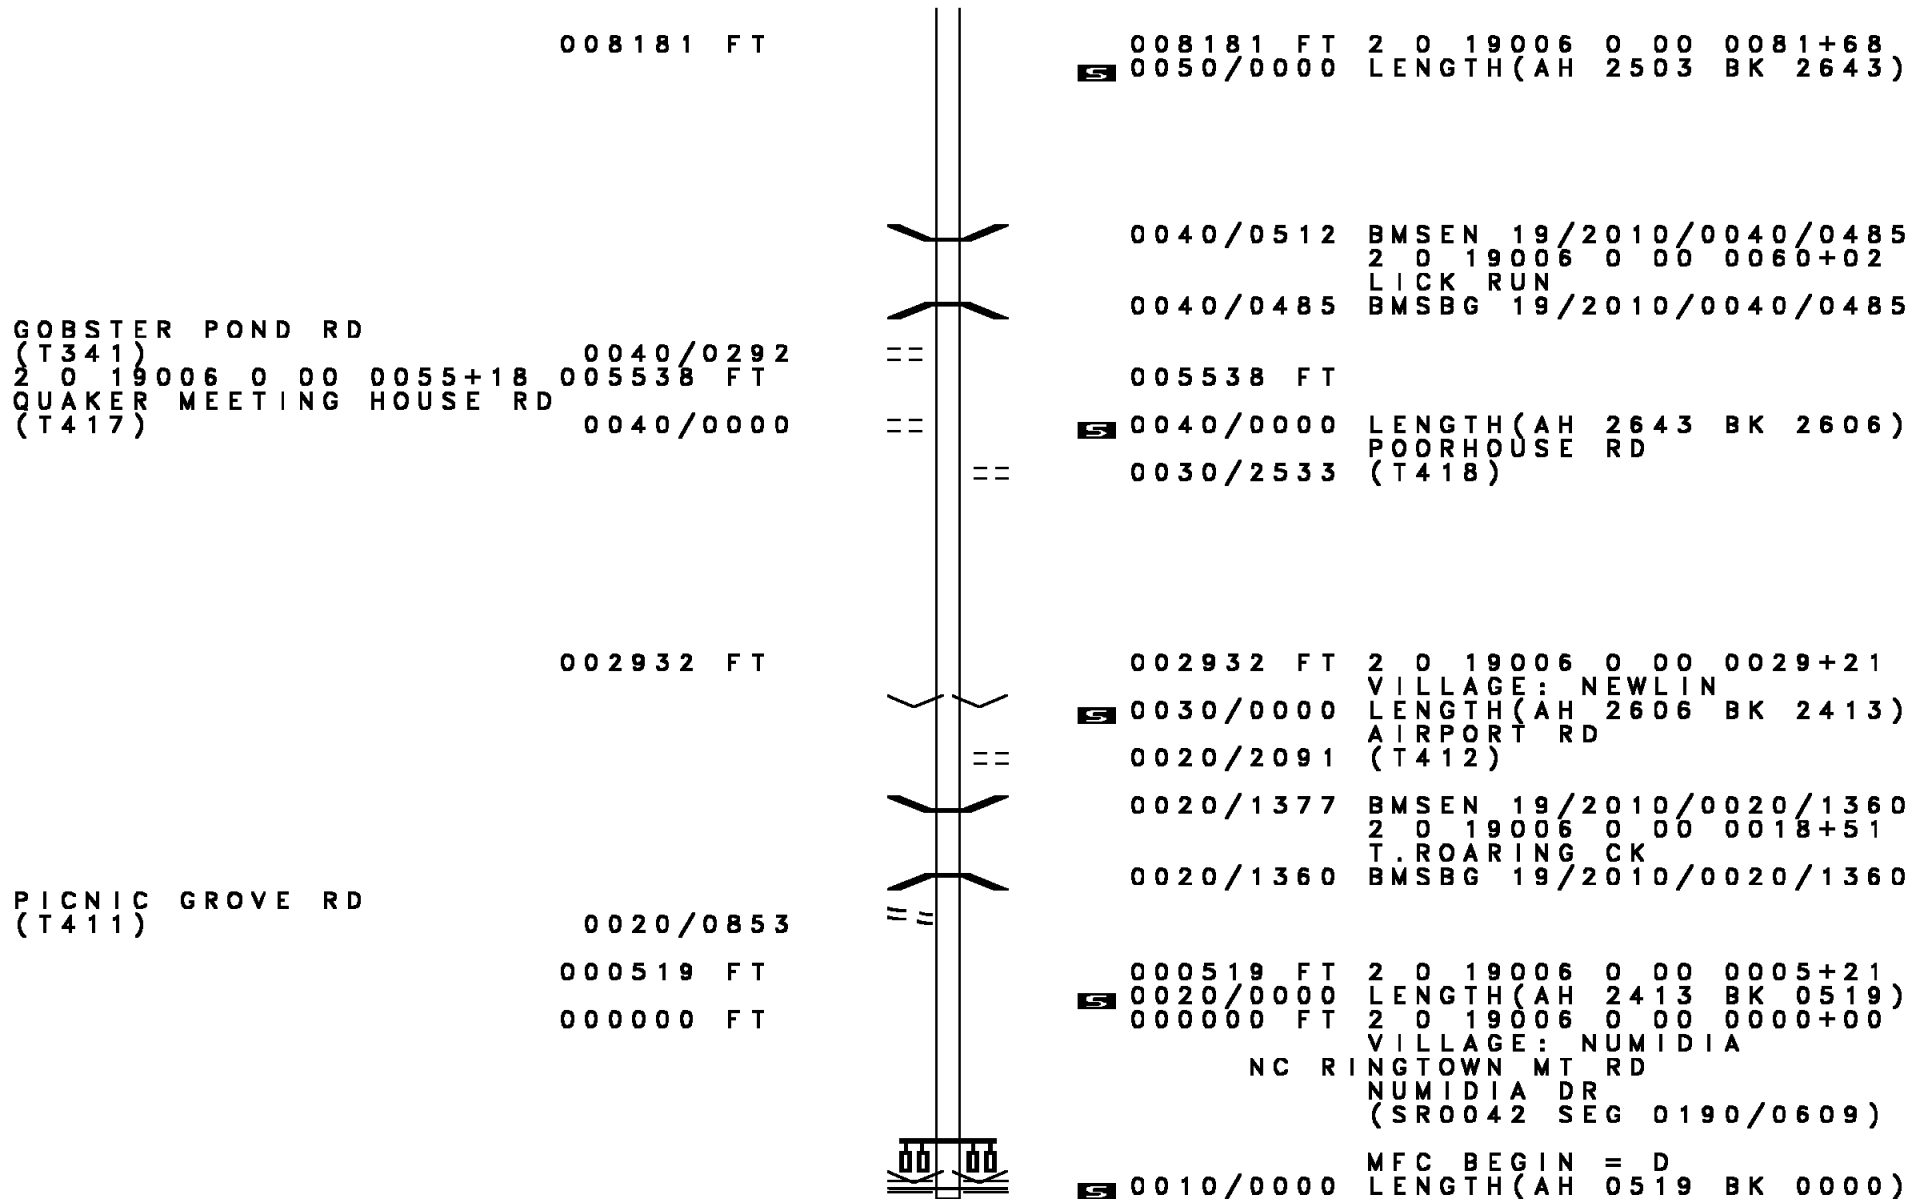 008181 FT 008181 FT 2 0 19006 0 00 0081+68
S 0050/0000 LENGTH(AH 2503 BK 2643)
0040/0512 BMSEN 19/2010/0040/0485
2 0 19006 0 00 0060+02
LICK RUN
0040/0485 BMSBG 19/2010/0040/0485
GOBSTER POND RD
(T341) 0040/0292
2 0 19006 0 00 0055+18 005538 FT 005538 FT
QUAKER MEETING HOUSE RD
(T417) 0040/0000 S 0040/0000 LENGTH(AH 2643 BK 2606)
POORHOUSE RD
0030/2533 (T418)
002932 FT 002932 FT 2 0 19006 0 00 0029+21
VILLAGE: NEWLIN
S 0030/0000 LENGTH(AH 2606 BK 2413)
AIRPORT RD
0020/2091 (T412)
0020/1377 BMSEN 19/2010/0020/1360
2 0 19006 0 00 0018+51
T.ROARING CK
0020/1360 BMSBG 19/2010/0020/1360
PICNIC GROVE RD
(T411) 0020/0853
000519 FT 000519 FT 2 0 19006 0 00 0005+21
S 0020/0000 LENGTH(AH 2413 BK 0519)
000000 FT 000000 FT 2 0 19006 0 00 0000+00
VILLAGE: NUMIDIA
NC RINGTOWN MT RD
NUMIDIA DR
(SR0042 SEG 0190/0609)
MFC BEGIN = D
S 0010/0000 LENGTH(AH 0519 BK 0000)